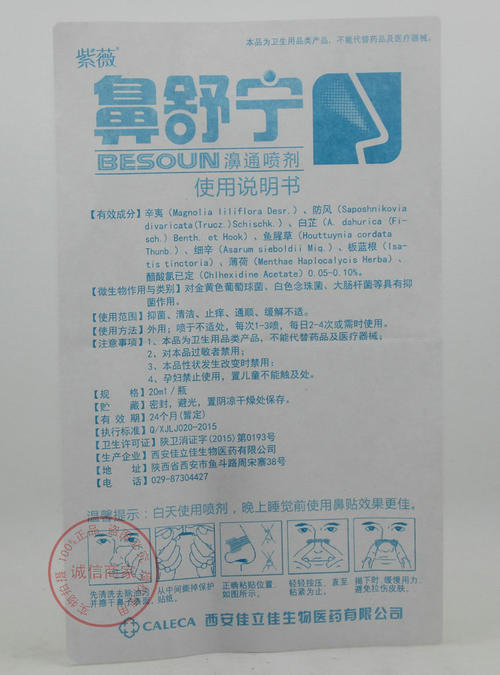 紫薇
本品为卫生用品类产品，不能代替药品及医疗器械。
鼻舒宁
BESOUN 濞通喷剂
使用说明书
【有效成分】辛夷（Magnolia liliflora Desr.）、防风（Saposhnikovia
divaricata(Trucz.)Schischk.）、白芷（A. dahurica (Fi-
sch.) Benth. et Hook）、鱼腥草（Houttuynia cordata
Thunb.）、细辛（Asarum sieboldii Miq.）、板蓝根（Isa-
tis tinctoria）、薄荷（Menthae Haplocalycis Herba）、
醋酸氯已定（Chlhexidine Acetate）0.05-0.10%。
【微生物作用与类别】对金黄色葡萄球菌、白色念珠菌、大肠杆菌等具有抑
菌作用。
【使用范围】抑菌、清洁、止痒、通顺、缓解不适。
【使用方法】外用；喷于不适处，每次1-3喷，每日2-4次或需时使用。
【注意事项】1、本品为卫生用品类产品，不能代替药品及医疗器械；
2、对本品过敏者禁用；
3、本品性状发生改变时禁用；
4、孕妇禁止使用，置儿童不能触及处。
【规 格】20ml／瓶
【贮 藏】密封，避光，置阴凉干燥处保存。
【有 效 期】24个月(暂定)
【执行标准】Q/XJLJ020-2015
【卫生许可证】陕卫消证字(2015)第0193号
【生产企业】西安佳立佳生物医药有限公司
【地 址】陕西省西安市鱼斗路周宋寨38号
【电 话】029-87304427
温馨提示：白天使用喷剂，晚上睡觉前使用鼻贴效果更佳。
先清洗去除油污
并擦干鼻子表面。
从中间撕掉保护
贴纸。
正确粘贴位置
如图所示。
轻轻按压，直至
粘紧为止。
揭下时，缓慢用力，
避免拉伤皮肤。
CALECA 西安佳立佳生物医药有限公司
诚信商家